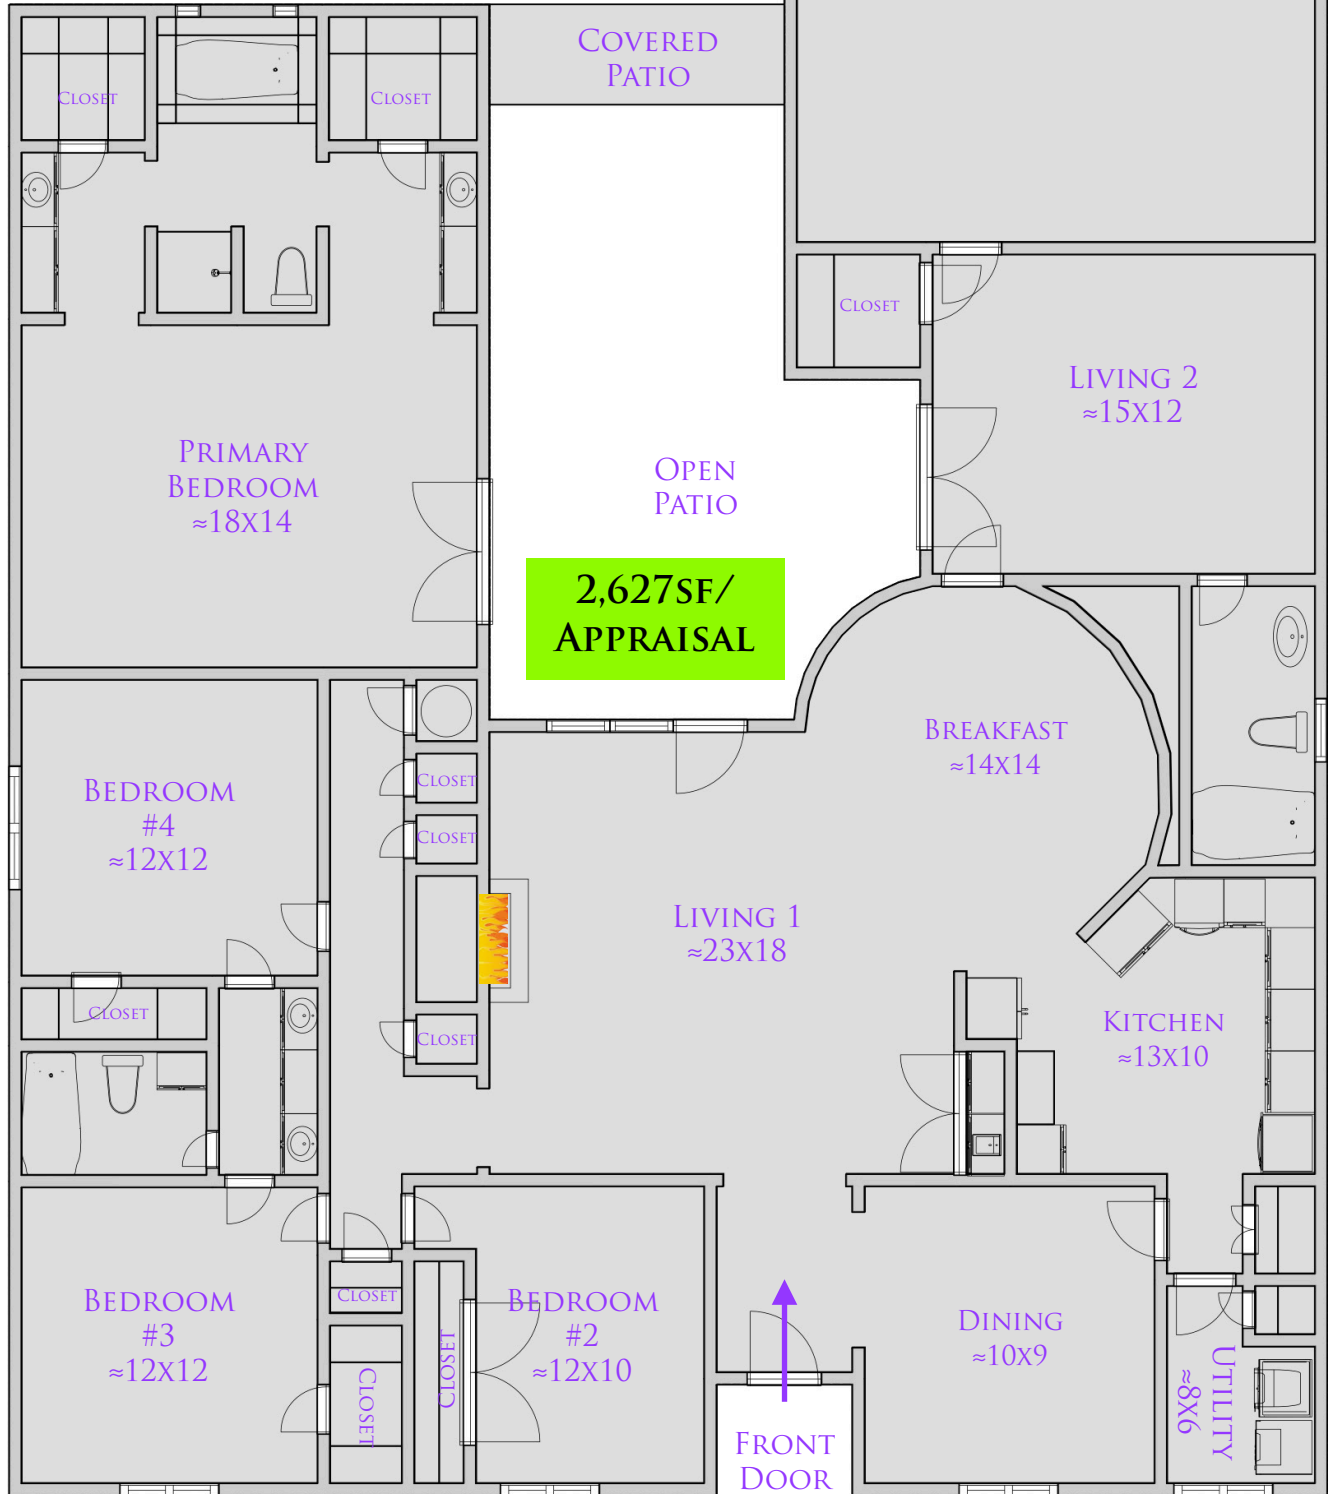 COVERED
PATIO
CLOSET
CLOSET
CLOSET
LIVING 2
≈15X12
PRIMARY
BEDROOM
≈18X14
OPEN
PATIO
2,627SF/
APPRAISAL
BREAKFAST
≈14X14
BEDROOM
#4
≈12X12
CLOSET
CLOSET
LIVING 1
≈23X18
CLOSET
CLOSET
KITCHEN
≈13X10
BEDROOM
#3
≈12X12
CLOSET
CLOSET
CLOSET
BEDROOM
#2
≈12X10
DINING
≈10X9
UTILITY
≈8X6
FRONT
DOOR